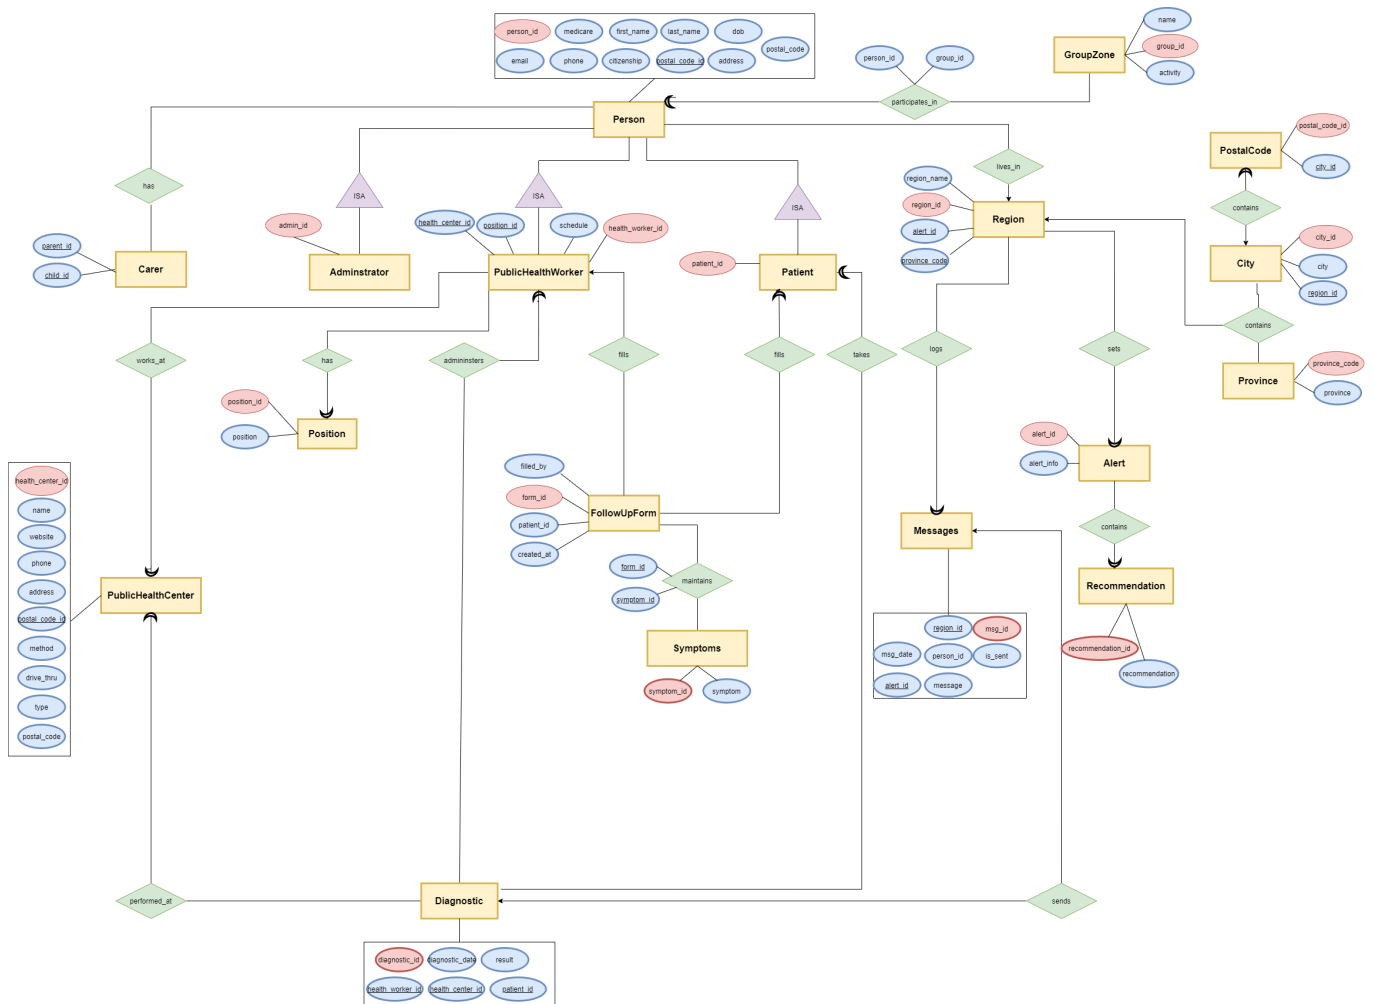 person_id
medicare
first_name
last_name
dob
postal_code
email
phone
citizenship
postal_code_id
address
name
GroupZone
group_id
activity
person_id
group_id
participates_in
Person
postal_code_id
PostalCode
city_id
has
ISA
ISA
ISA
lives_in
region_name
region_id
Region
alert_id
province_code
contains
admin_id
health_center_id
position_id
schedule
health_worker_id
parent_id
child_id
Carer
Adminstrator
PublicHealthWorker
patient_id
Patient
city_id
City
city
region_id
works_at
has
adminsters
fills
fills
takes
logs
sets
contains
Province
province_code
province
position_id
position
Position
alert_id
alert_info
Alert
health_center_id
name
website
phone
address
postal_code_id
method
drive_thru
type
postal_code
PublicHealthCenter
filled_by
form_id
patient_id
created_at
FollowUpForm
form_id
symptom_id
maintains
Messages
contains
Recommendation
Symptoms
symptom_id
symptom
region_id
msg_id
msg_date
person_id
is_sent
alert_id
message
recommendation_id
recommendation
performed_at
Diagnostic
sends
diagnostic_id
diagnostic_date
result
health_worker_id
health_center_id
patient_id